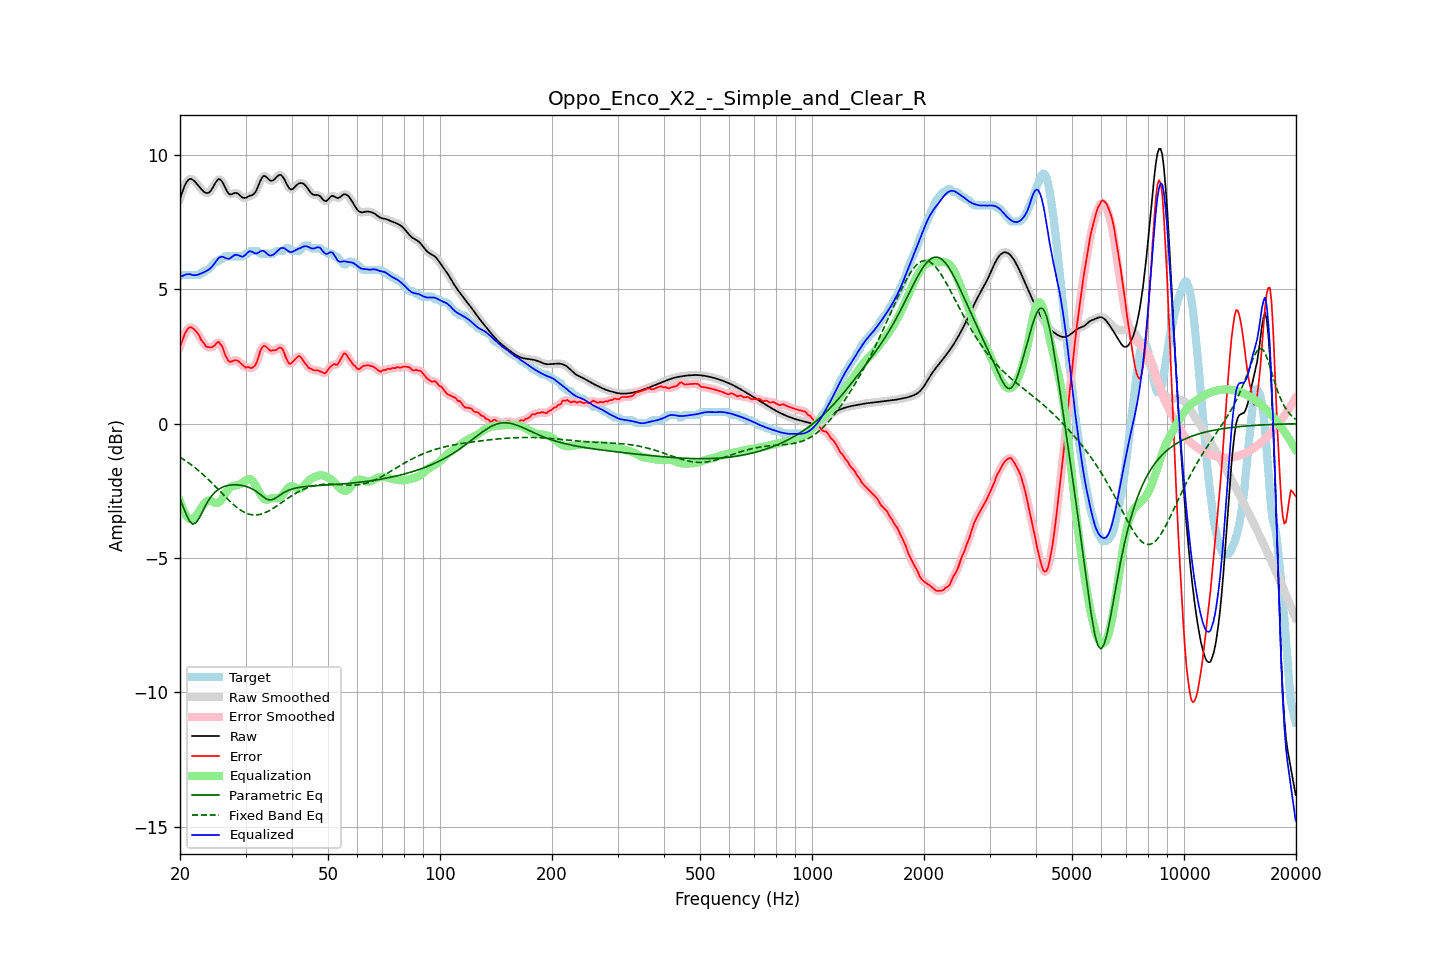 Oppo_Enco_X2_-_Simple_and_Clear_R
Amplitude (dBr)
10
5
0
−5
−10
−15
Target
Raw Smoothed
Error Smoothed
Raw
Error
Equalization
Parametric Eq
Fixed Band Eq
Equalized
20 50 100 200 500 1000 2000 5000 10000 20000
Frequency (Hz)